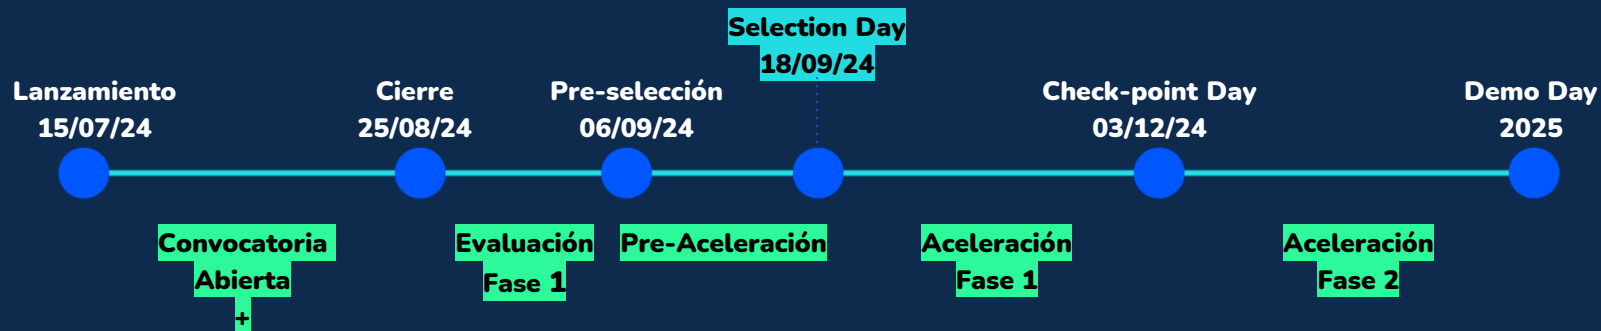 Selection Day
18/09/24
Lanzamiento
15/07/24
Cierre
25/08/24
Pre-selección
06/09/24
Check-point Day
03/12/24
Demo Day
2025
Convocatoria
Abierta
+
Evaluación
Fase 1
Pre-Aceleración
Aceleración
Fase 1
Aceleración
Fase 2